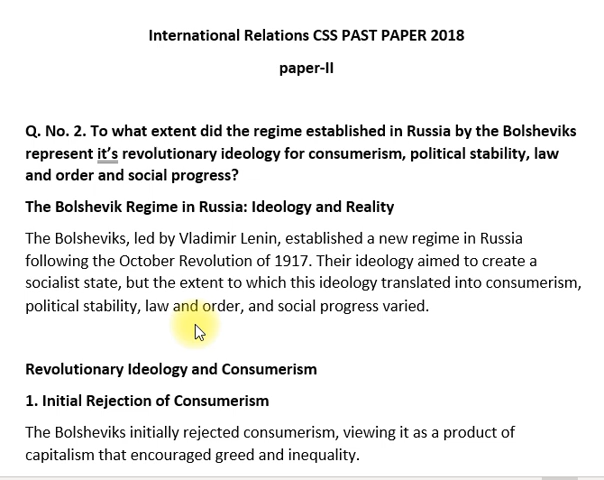 International Relations CSS PAST PAPER 2018
paper-II
Q. No. 2. To what extent did the regime established in Russia by the Bolsheviks
represent it’s revolutionary ideology for consumerism, political stability, law
and order and social progress?
The Bolshevik Regime in Russia: Ideology and Reality
The Bolsheviks, led by Vladimir Lenin, established a new regime in Russia
following the October Revolution of 1917. Their ideology aimed to create a
socialist state, but the extent to which this ideology translated into consumerism,
political stability, law and order, and social progress varied.
Revolutionary Ideology and Consumerism
1. Initial Rejection of Consumerism
The Bolsheviks initially rejected consumerism, viewing it as a product of
capitalism that encouraged greed and inequality.